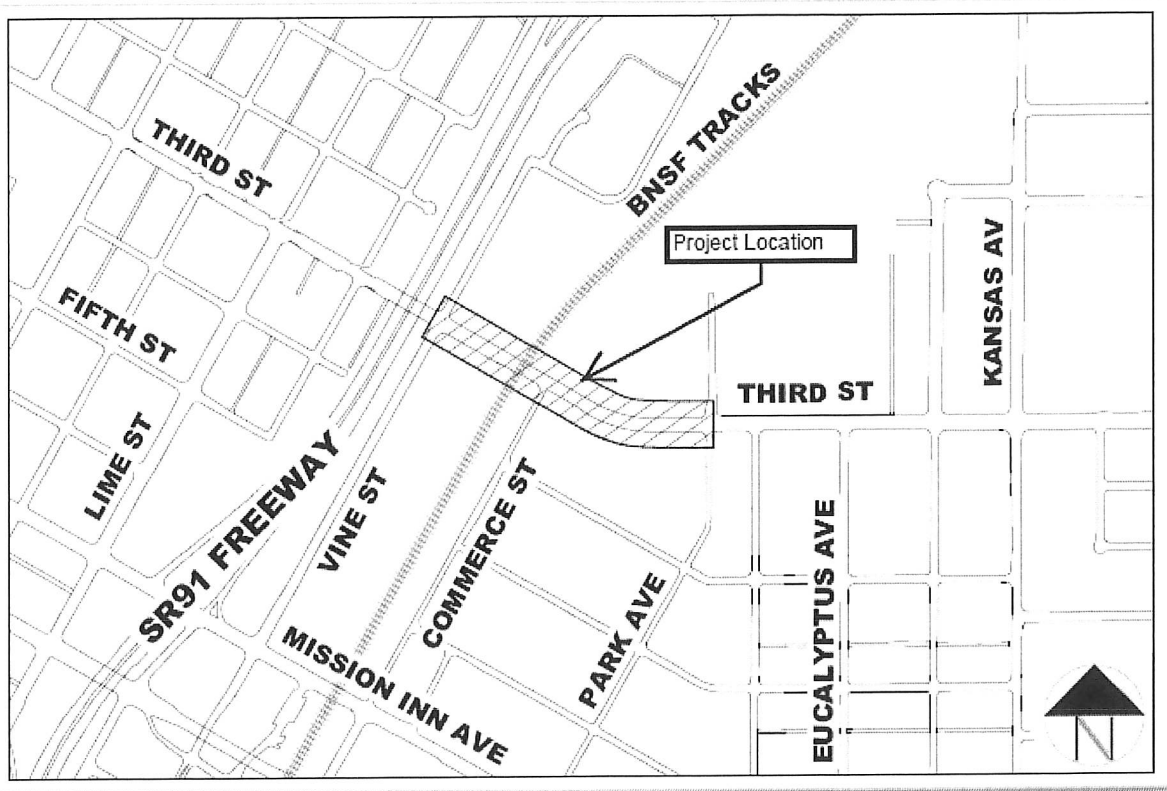 THIRD ST
BNSF TRACKS
Project Location
KANSAS AV
FIFTH ST
THIRD ST
LIME ST
SR91 FREEWAY
VINE ST
COMMERCE ST
EUCALYPTUS AVE
PARK AVE
MISSION INN AVE
N